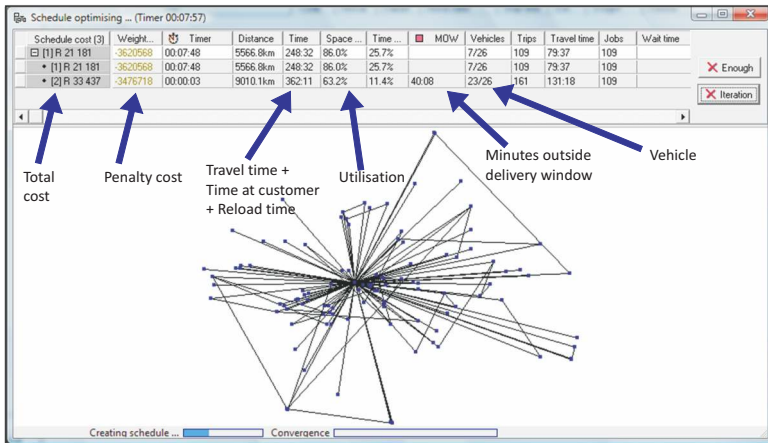 Schedule optimising ... (Timer 00:07:57)
Schedule cost (3) Weight... Timer Distance Time Space ... Time ... MOW Vehicles Trips Travel time Jobs Wait time
[1] R 21 181 -3620568 00:07:48 5566.8km 248:32 86.0% 25.7% 7/26 109 79:37 109
[1] R 21 181 -3620568 00:07:48 5566.8km 248:32 86.0% 25.7% 7/26 109 79:37 109
[2] R 33 437 -3476718 00:00:03 9010.1km 362:11 63.2% 11.4% 40:08 23/26 161 131:18 109
Enough
Iteration
Total
cost
Penalty cost
Travel time +
Time at customer
+ Reload time
Utilisation
Minutes outside
delivery window
Vehicle
Creating schedule ... Convergence